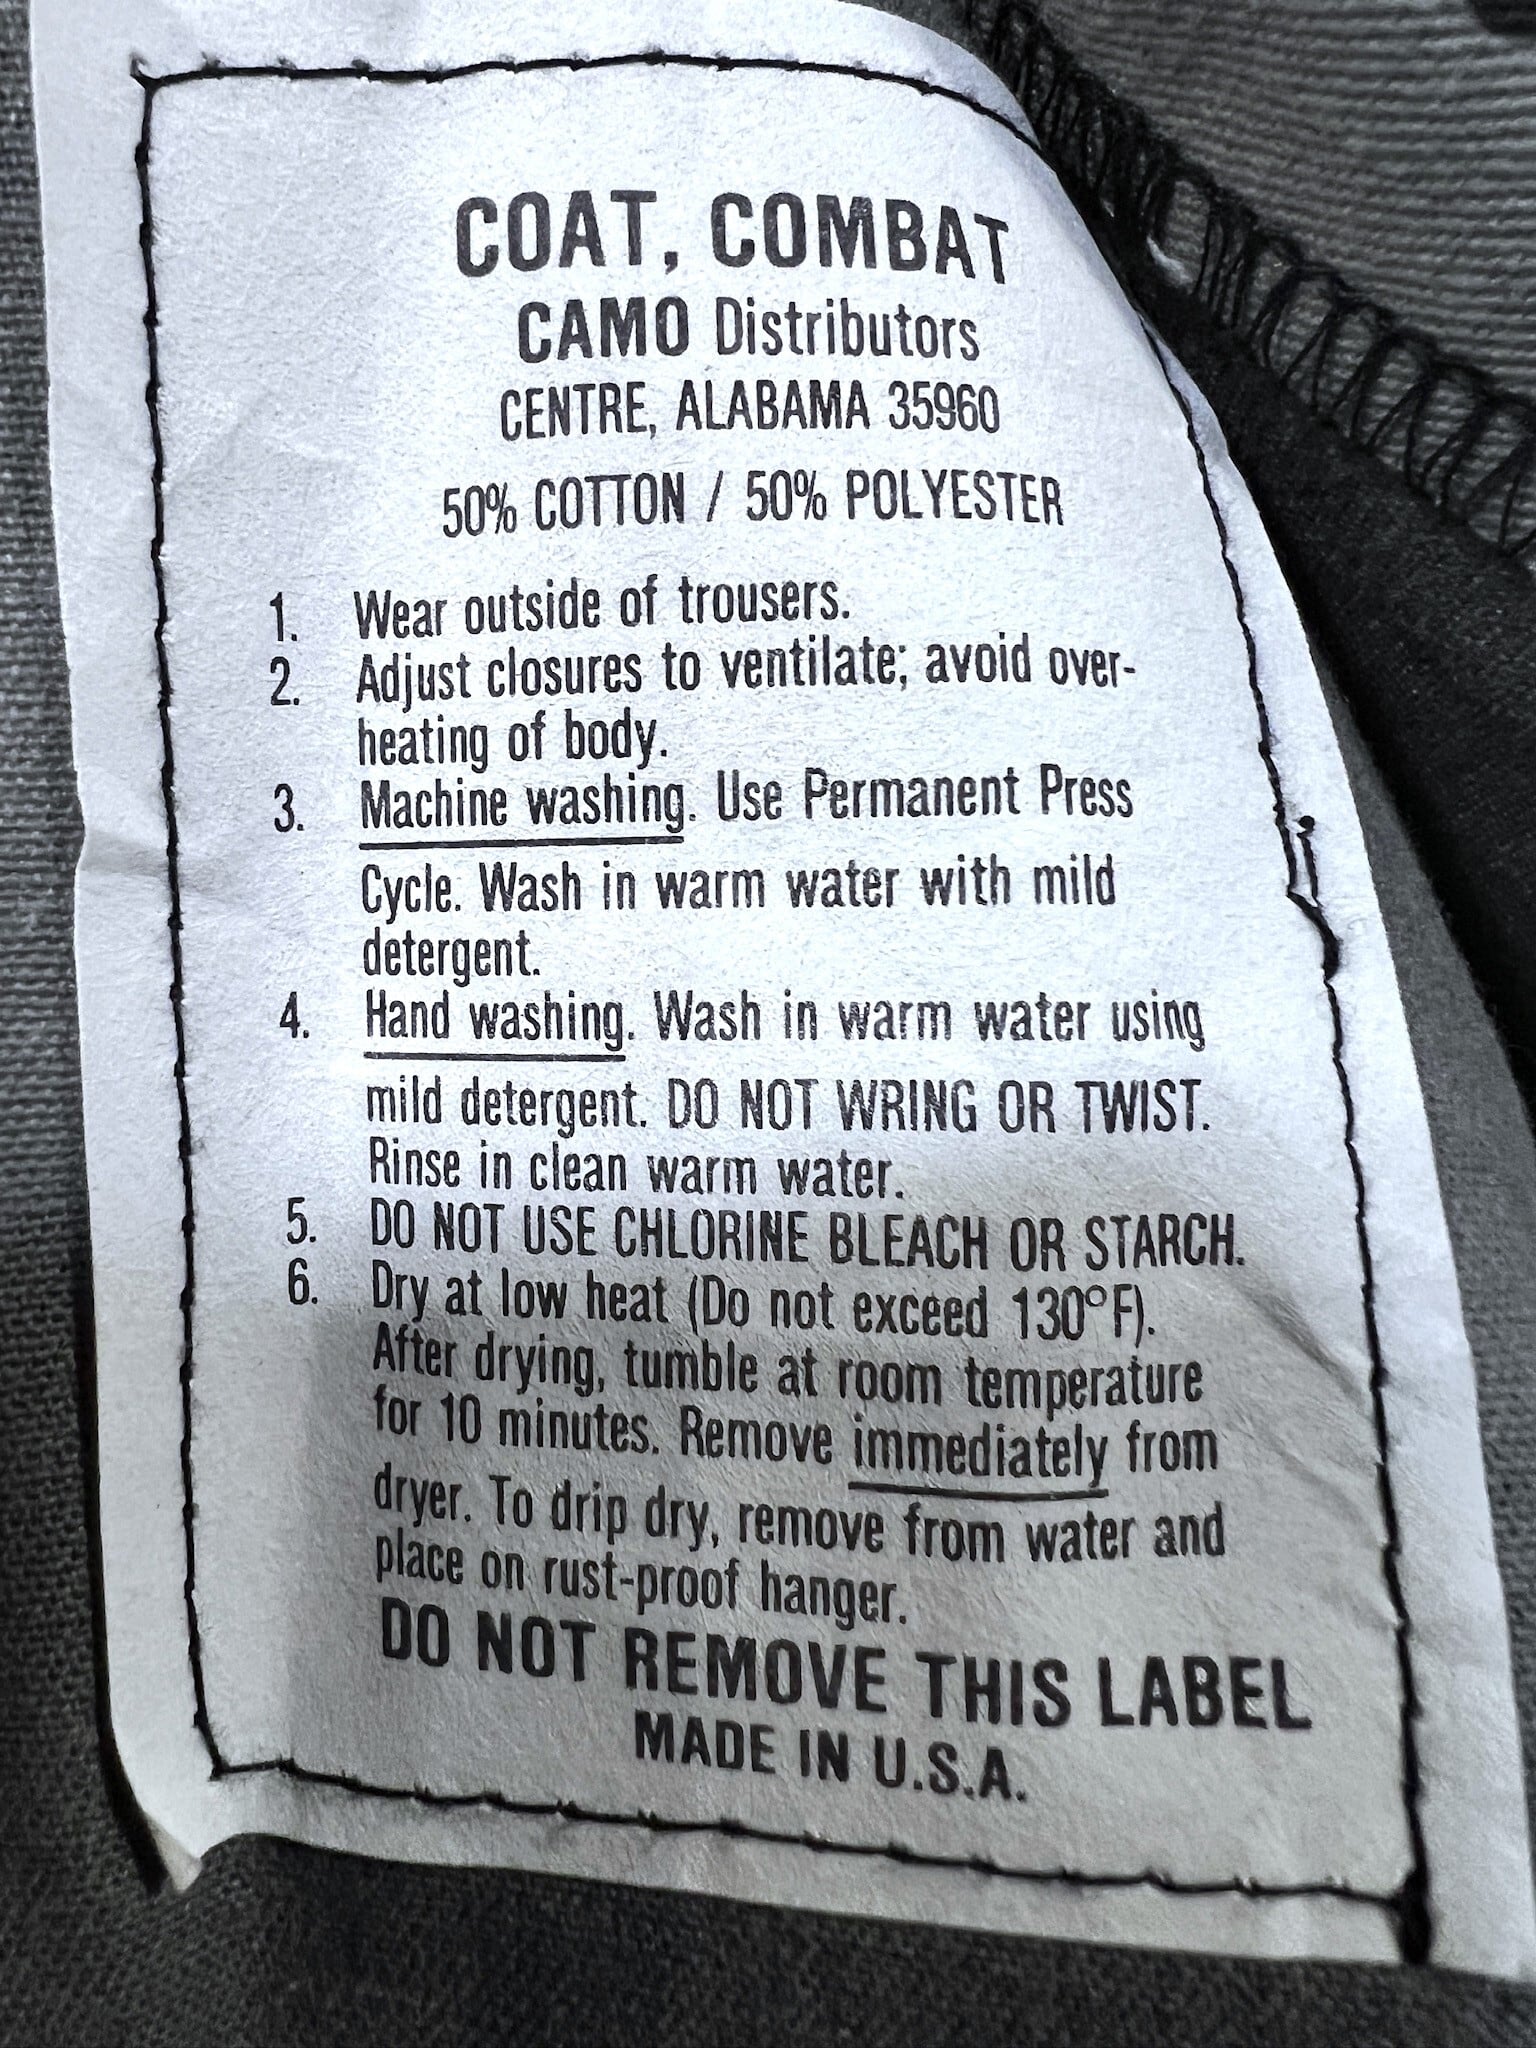 COAT, COMBAT
CAMO Distributors
CENTRE, ALABAMA 35960
50% COTTON / 50% POLYESTER
1. Wear outside of trousers.
2. Adjust closures to ventilate; avoid over-
heating of body.
3. Machine washing. Use Permanent Press
Cycle. Wash in warm water with mild
detergent.
4. Hand washing. Wash in warm water using
mild detergent. DO NOT WRING OR TWIST.
Rinse in clean warm water.
5. DO NOT USE CHLORINE BLEACH OR STARCH.
6. Dry at low heat (Do not exceed 130°F).
After drying, tumble at room temperature
for 10 minutes. Remove immediately from
dryer. To drip dry, remove from water and
place on rust-proof hanger.
DO NOT REMOVE THIS LABEL
MADE IN U.S.A.